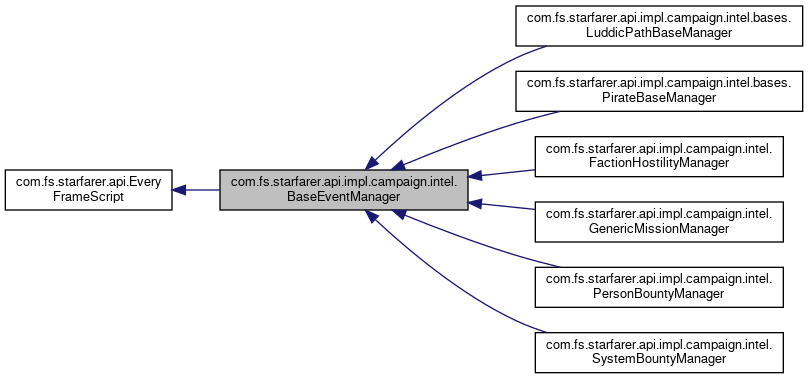 com.fs.starfarer.api.impl.campaign.intel.bases.
LuddicPathBaseManager
com.fs.starfarer.api.impl.campaign.intel.bases.
PirateBaseManager
com.fs.starfarer.api.impl.campaign.intel.
FactionHostilityManager
com.fs.starfarer.api.Every
FrameScript
com.fs.starfarer.api.impl.campaign.intel.
BaseEventManager
com.fs.starfarer.api.impl.campaign.intel.
GenericMissionManager
com.fs.starfarer.api.impl.campaign.intel.
PersonBountyManager
com.fs.starfarer.api.impl.campaign.intel.
SystemBountyManager